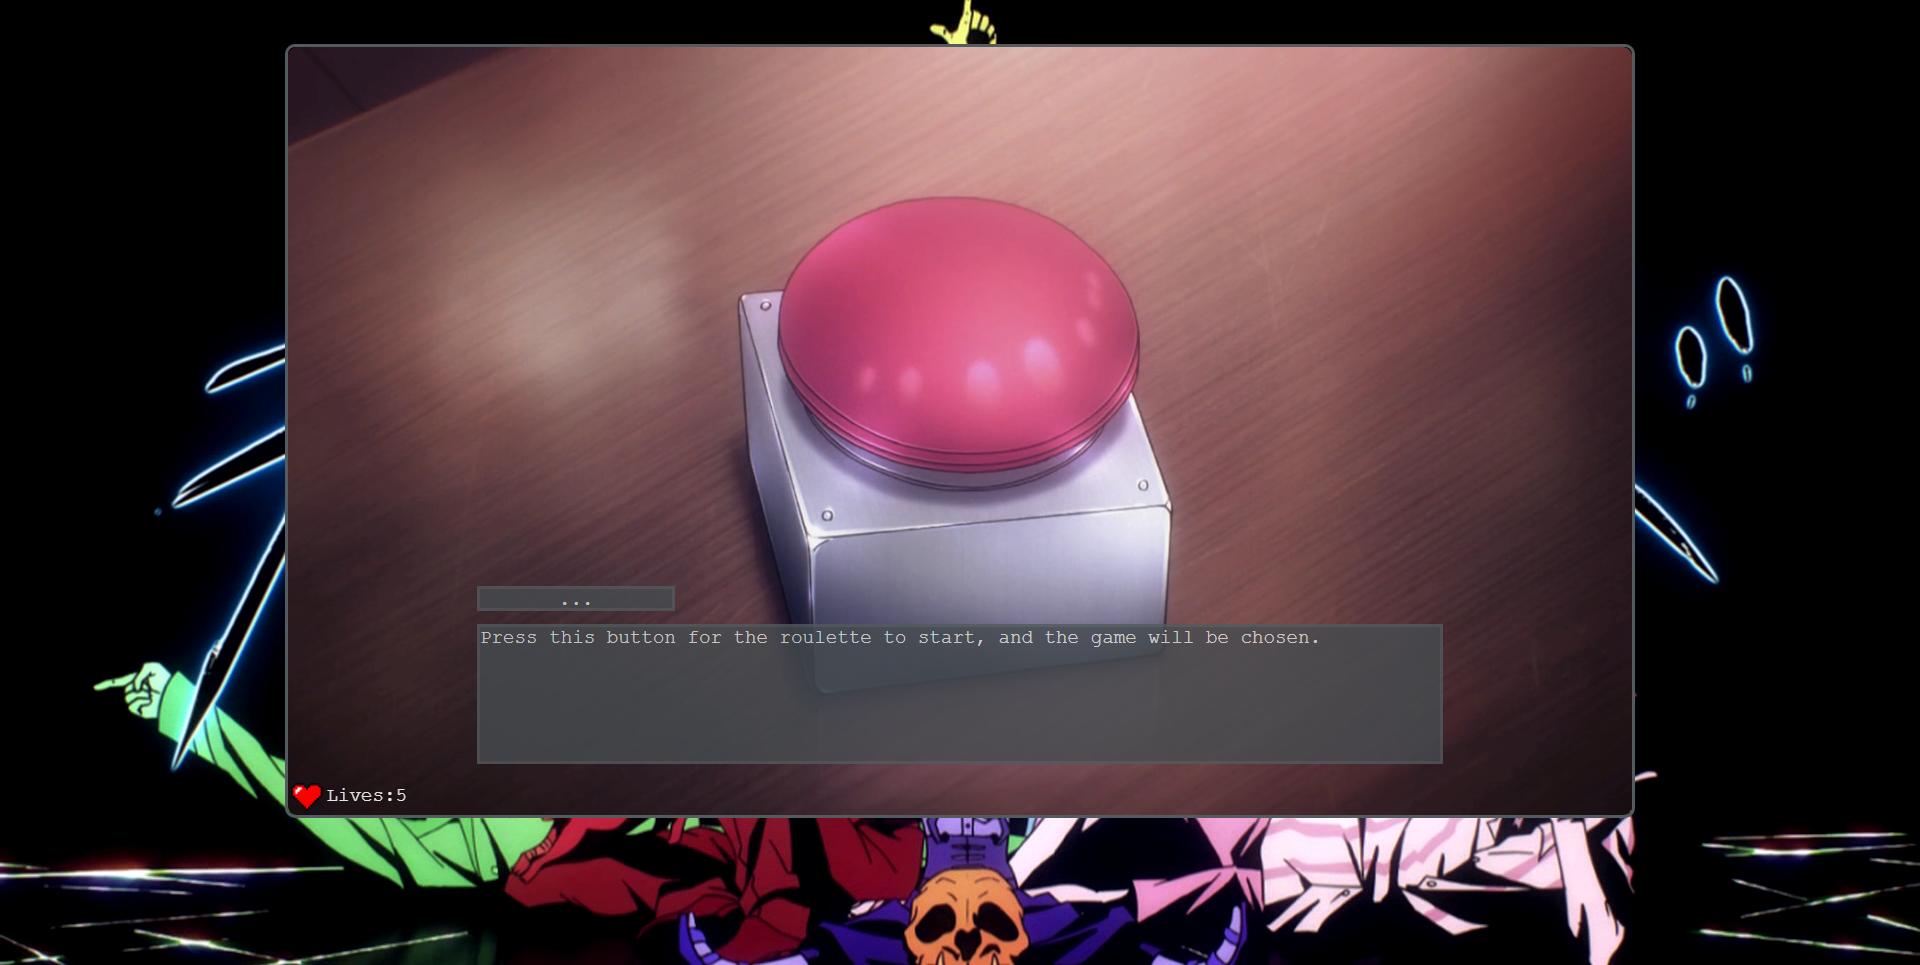 ...
Press this button for the roulette to start, and the game will be chosen.
Lives:5